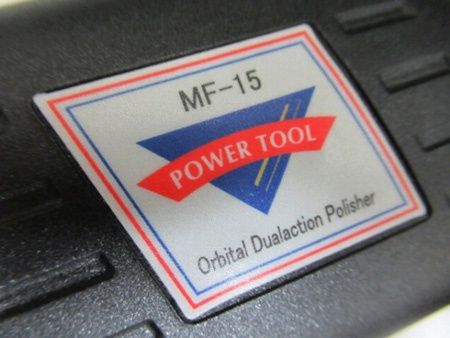 MF-15
POWER TOOL
Orbital Dualaction Polisher